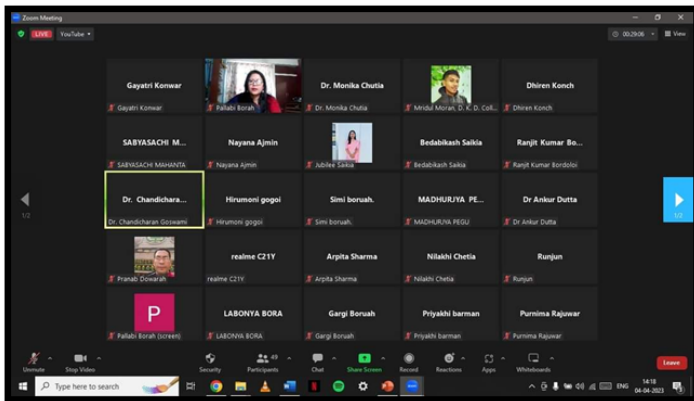 Zoom Meeting
LIVE YouTube
00:29:06 View
Gayatri Konwar Dr. Monika Chutia Dhiren Konch
Gayatri Konwar Pallabi Borah Dr. Monika Chutia Mridul Moran, D. K. D. Coll... Dhiren Konch
SABYASACHI M... Nayana Ajmin Bedabikash Saikia Ranjit Kumar Bo...
SABYASACHI MAHANTA Nayana Ajmin Jubilee Saikia Bedabikash Saikia Ranjit Kumar Bordoloi
Dr. Chandichara... Hirumoni gogoi Simi boruah. MADHURJYA PE... Dr Ankur Dutta
Dr. Chandicharan Goswami Hirumoni gogoi Simi boruah. MADHURJYA PEGU Dr Ankur Dutta
1/2 1/2
realme C21Y Arpita Sharma Nilakhi Chetia Runjun
Pranab Dowarah realme C21Y Arpita Sharma Nilakhi Chetia Runjun
P LABONYA BORA Gargi Boruah Priyakhi barman Purnima Rajuwar
Pallabi Borah (screen) LABONYA BORA Gargi Boruah Priyakhi barman Purnima Rajuwar
49
Unmute Stop Video Security Participants Chat Share Screen Record Reactions Apps Whiteboards Leave
Type here to search ENG 14:18
04-04-2023